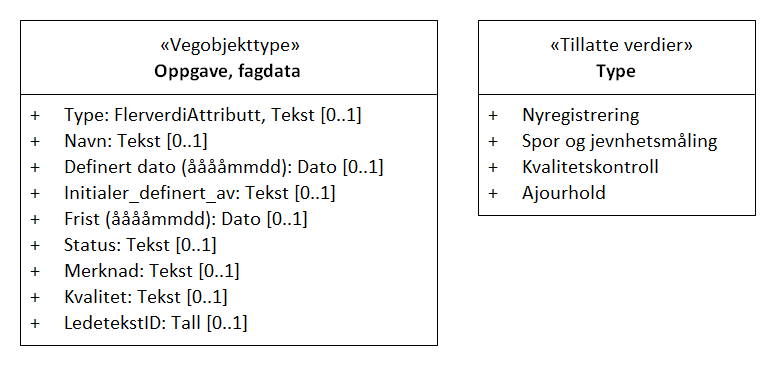 «Vegobjekttype»
Oppgave, fagdata
+ Type: FlerverdiAttributt, Tekst [0..1]
+ Navn: Tekst [0..1]
+ Definert dato (ååååmmdd): Dato [0..1]
+ Initialer_definert_av: Tekst [0..1]
+ Frist (ååååmmdd): Dato [0..1]
+ Status: Tekst [0..1]
+ Merknad: Tekst [0..1]
+ Kvalitet: Tekst [0..1]
+ LedetekstID: Tall [0..1]
«Tillatte verdier»
Type
+ Nyregistrering
+ Spor og jevnhetsmåling
+ Kvalitetskontroll
+ Ajourhold